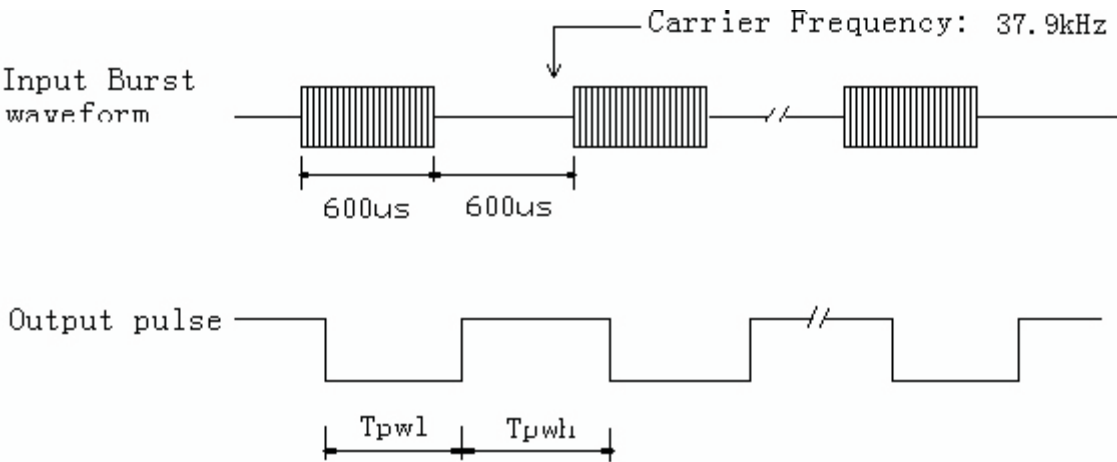 Carrier Frequency: 37.9kHz
Input Burst
waveform
600us 600us
Output pulse
Tpwl Tpwh